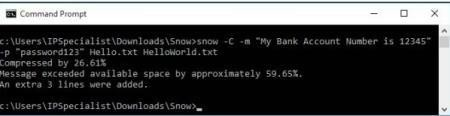 Command Prompt
c:\Users\IPSpecialist\Downloads\Snow>snow -C -m "My Bank Account Number is 12345"
-p "password123" Hello.txt HelloWorld.txt
Compressed by 26.61%
Message exceeded available space by approximately 59.65%.
An extra 3 lines were added.
c:\Users\IPSpecialist\Downloads\Snow>